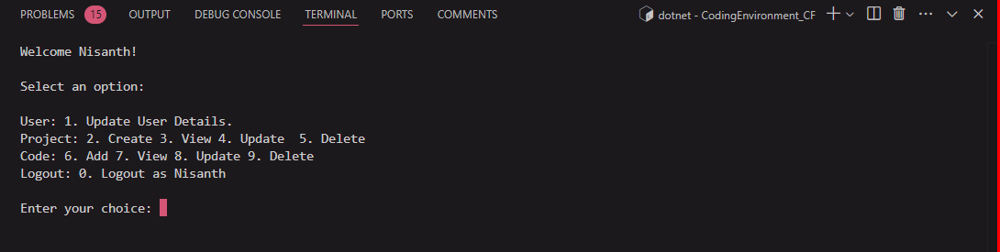 PROBLEMS 15 OUTPUT DEBUG CONSOLE TERMINAL PORTS COMMENTS dotnet - CodingEnvironment_CF
Welcome Nisanth!
Select an option:
User: 1. Update User Details.
Project: 2. Create 3. View 4. Update  5. Delete
Code: 6. Add 7. View 8. Update 9. Delete
Logout: 0. Logout as Nisanth
Enter your choice: